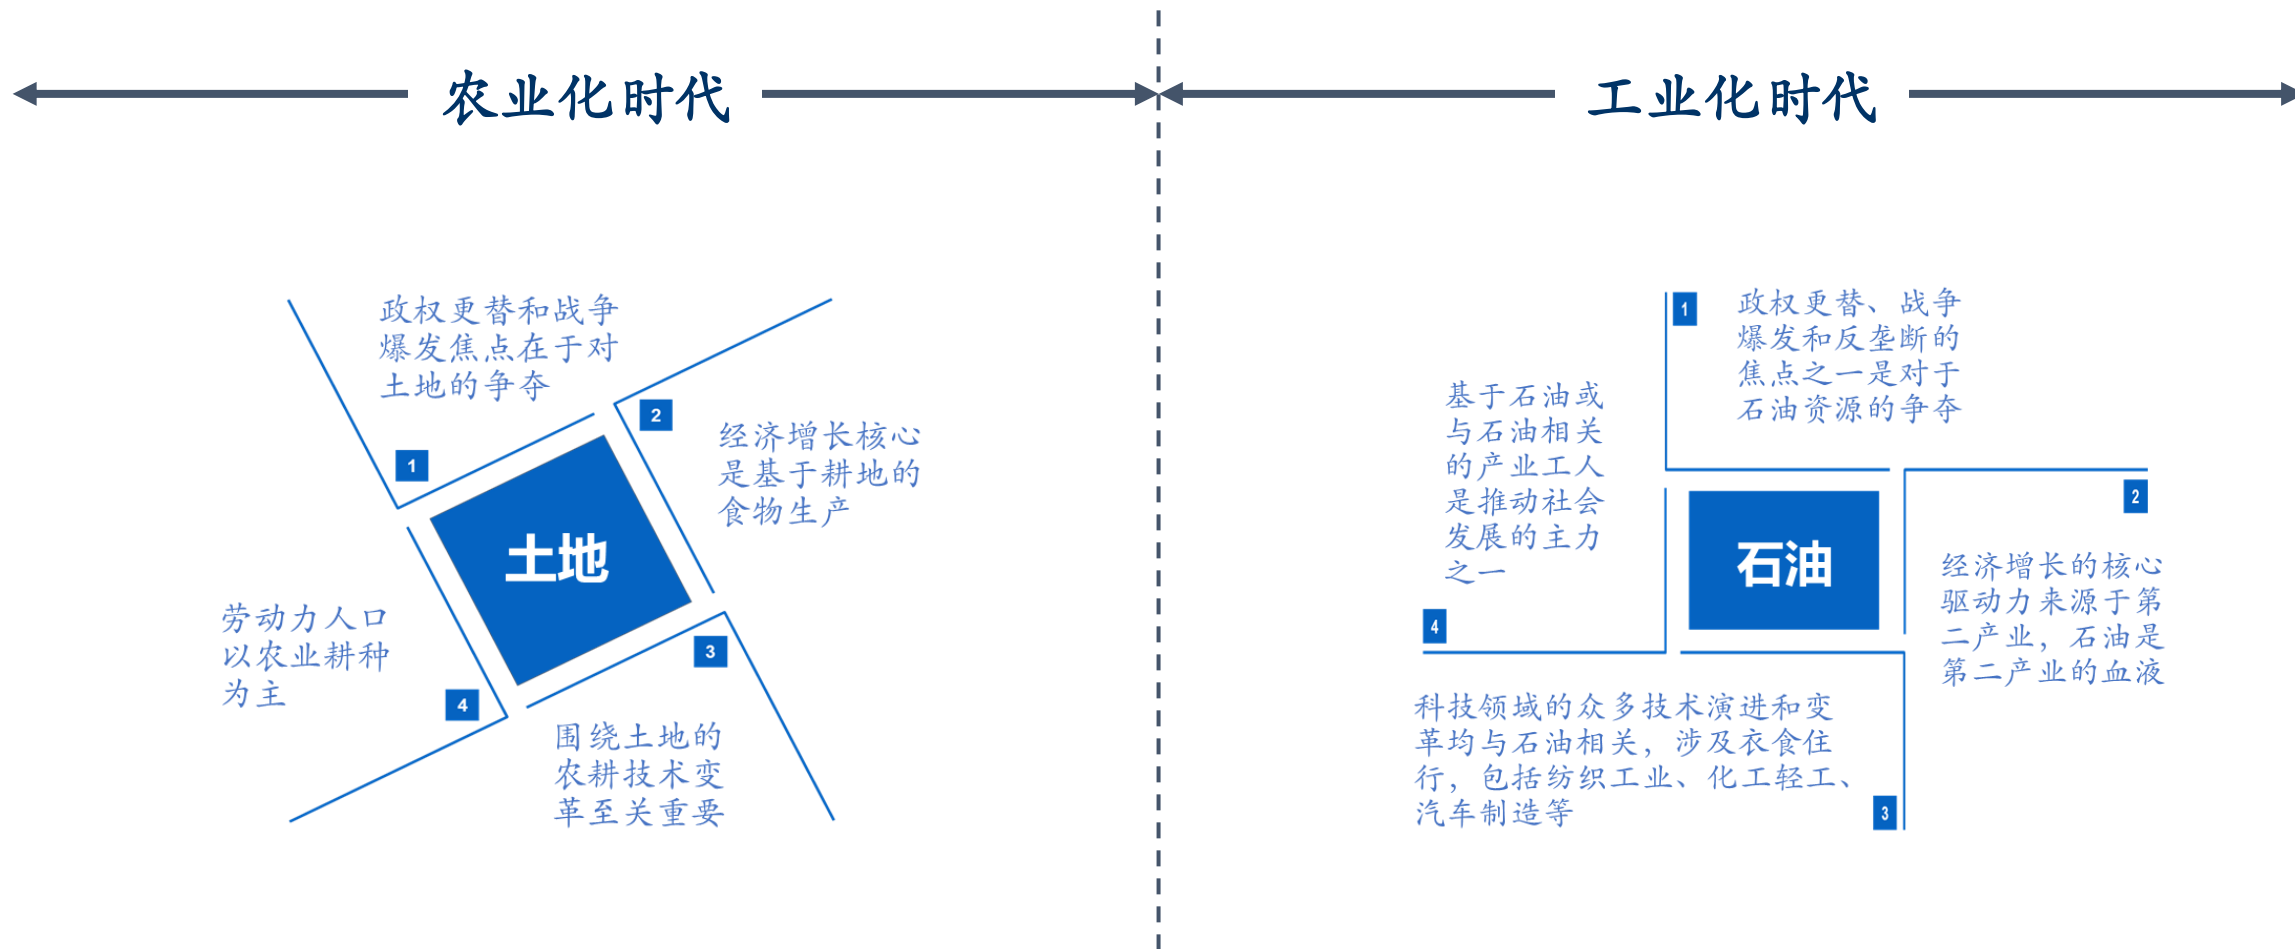 农业化时代
工业化时代
政权更替和战争
爆发焦点在于对
土地的争夺
1
2
经济增长核心
是基于耕地的
食物生产
土地
劳动力人口
以农业耕种
为主
4
3
围绕土地的
农耕技术变
革至关重要
1
政权更替、战争
爆发和反垄断的
焦点之一是对于
石油资源的争夺
基于石油或
与石油相关
的产业工人
是推动社会
发展的主力
之一
4
石油
2
经济增长的核心
驱动力来源于第
二产业，石油是
第二产业的血液
科技领域的众多技术演进和变
革均与石油相关，涉及衣食住
行，包括纺织工业、化工轻工、
汽车制造等
3